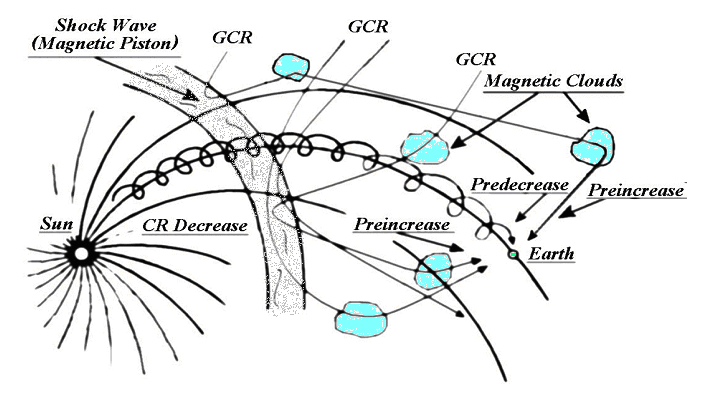 Shock Wave
(Magnetic Piston)
GCR
GCR
GCR
Magnetic Clouds
Predecrease
Preincrease
Sun
CR Decrease
Preincrease
Earth